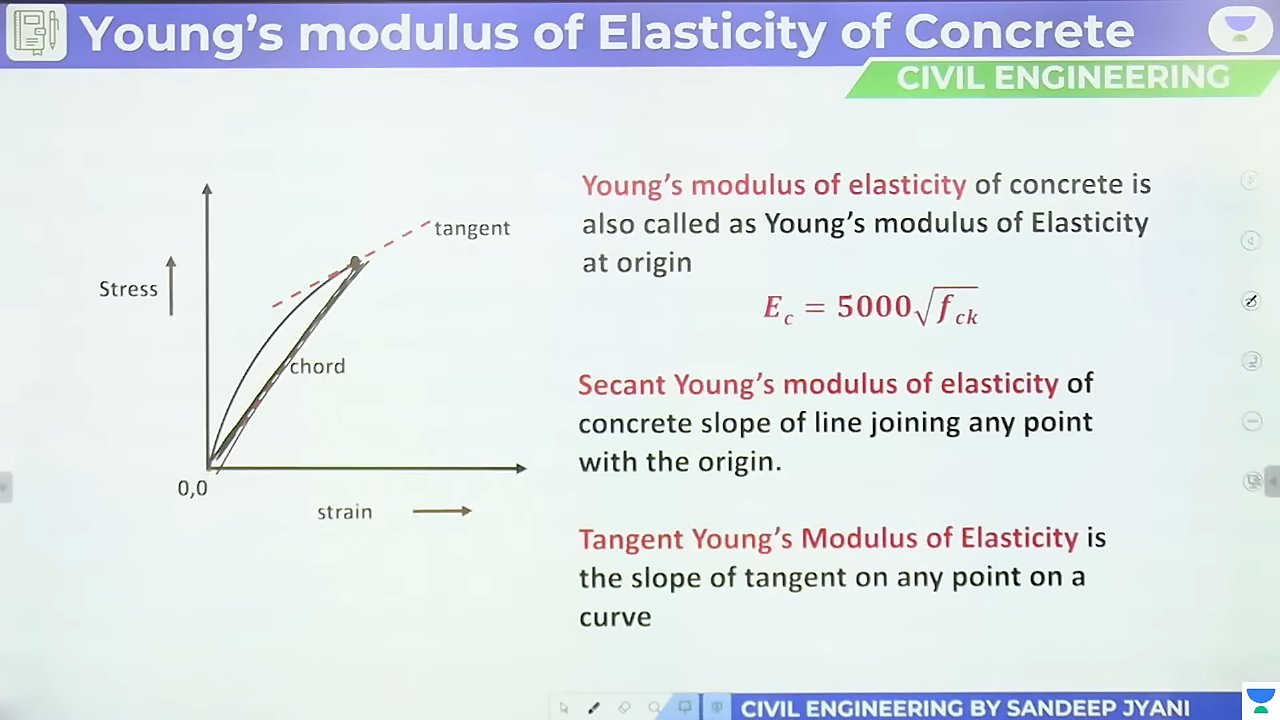 Young's modulus of Elasticity of Concrete
CIVIL ENGINEERING
tangent
Stress
chord
0,0
strain
Young's modulus of elasticity of concrete is
also called as Young's modulus of Elasticity
at origin
E_c = 5000√f_ck
Secant Young's modulus of elasticity of
concrete slope of line joining any point
with the origin.
Tangent Young's Modulus of Elasticity is
the slope of tangent on any point on a
curve
CIVIL ENGINEERING BY SANDEEP JYANI